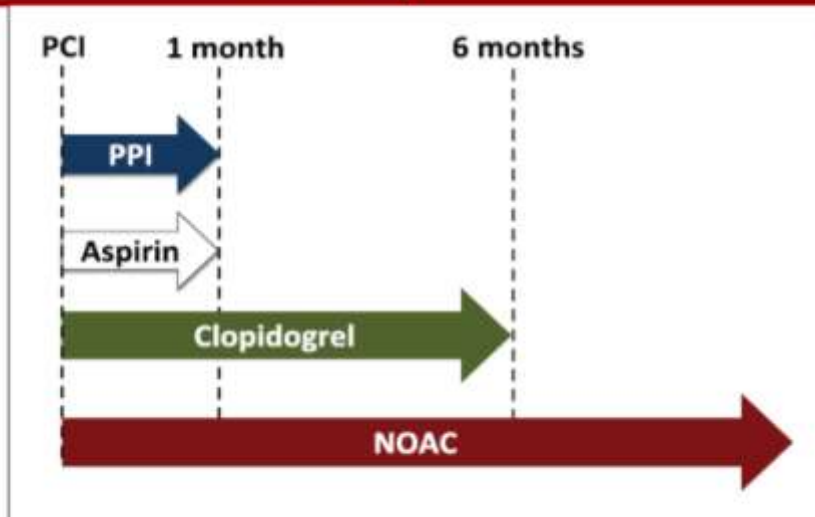 PCI 1 month 6 months
PPI
Aspirin
Clopidogrel
NOAC